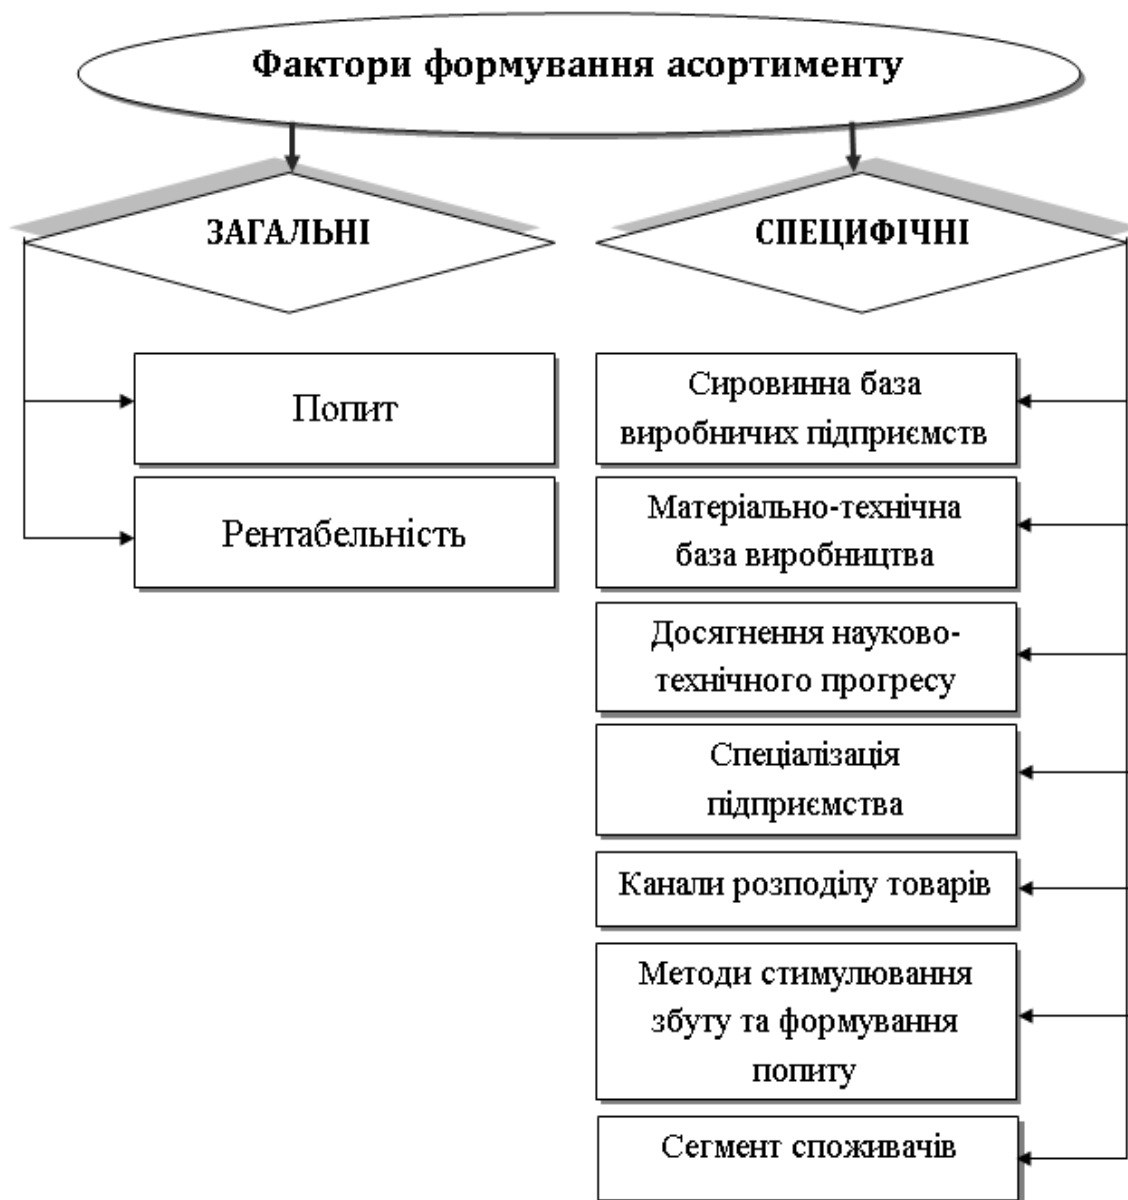 Фактори формування асортименту
ЗАГАЛЬНІ
СПЕЦИФІЧНІ
Попит
Рентабельність
Сировинна база
виробничих підприємств
Матеріально-технічна
база виробництва
Досягнення науково-
технічного прогресу
Спеціалізація
підприємства
Канали розподілу товарів
Методи стимулювання
збуту та формування
попиту
Сегмент споживачів